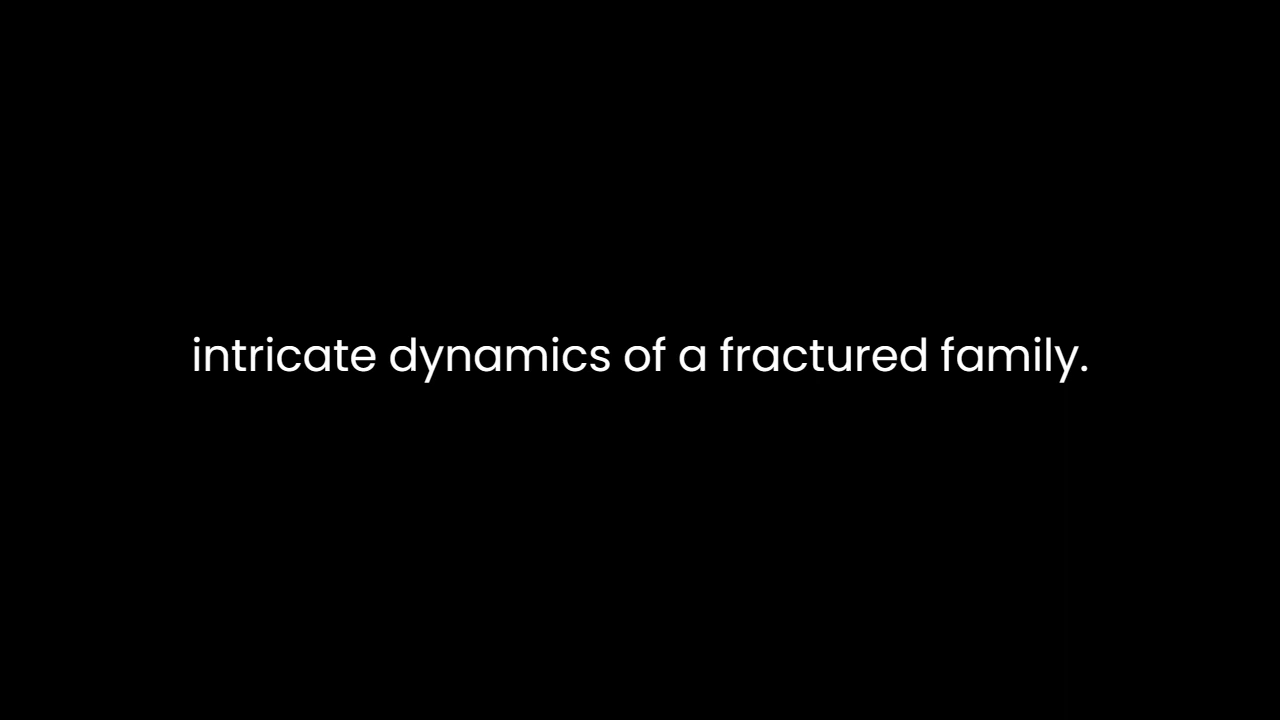 intricate dynamics of a fractured family.